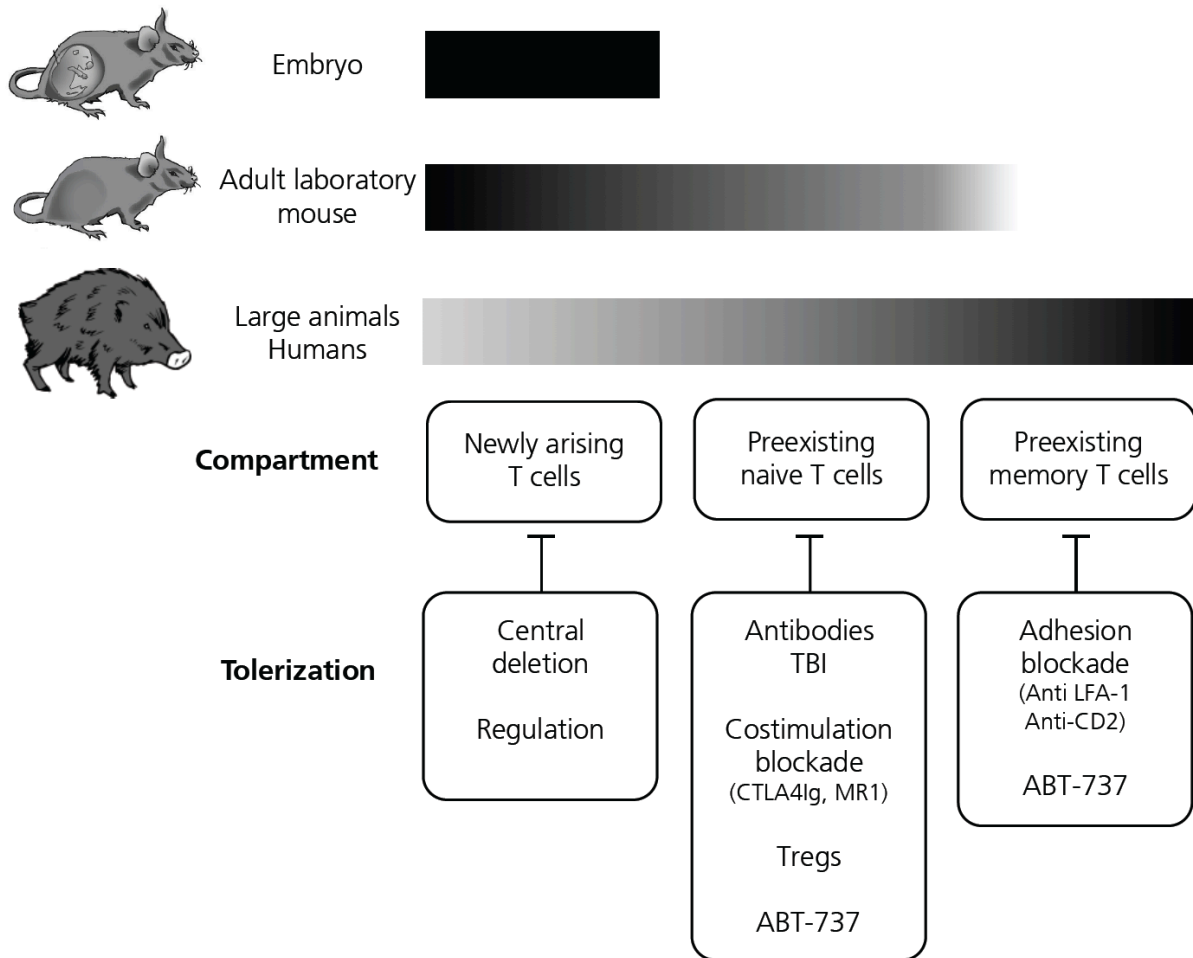 Embryo
Adult laboratory
mouse
Large animals
Humans
Compartment
Newly arising
T cells
Preexisting
naive T cells
Preexisting
memory T cells
Tolerization
Central
deletion
Regulation
Antibodies
TBI
Costimulation
blockade
(CTLA4Ig, MR1)
Tregs
ABT-737
Adhesion
blockade
(Anti LFA-1
Anti-CD2)
ABT-737